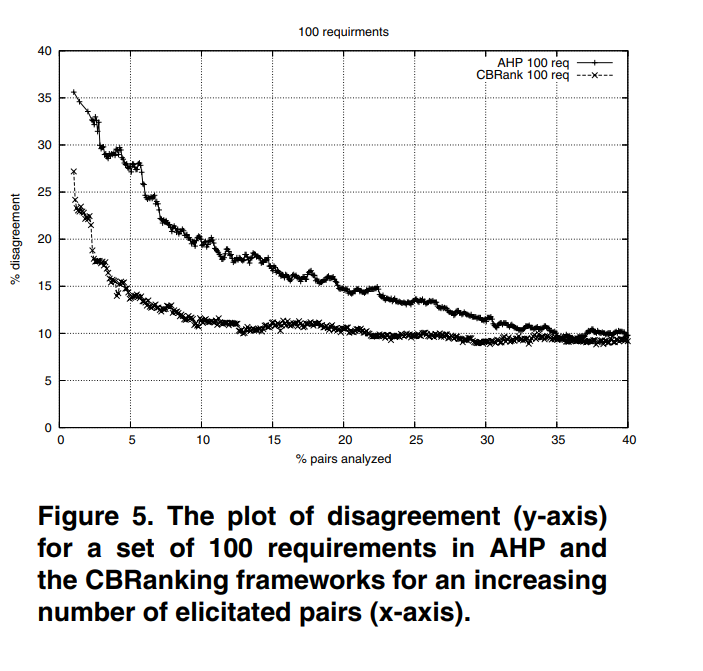 100 requirments
AHP 100 req
CBRank 100 req
40
35
30
25
20
15
10
5
0
% disagreement
0 5 10 15 20 25 30 35 40
% pairs analyzed
Figure 5. The plot of disagreement (y-axis)
for a set of 100 requirements in AHP and
the CBRanking frameworks for an increasing
number of elicitated pairs (x-axis).